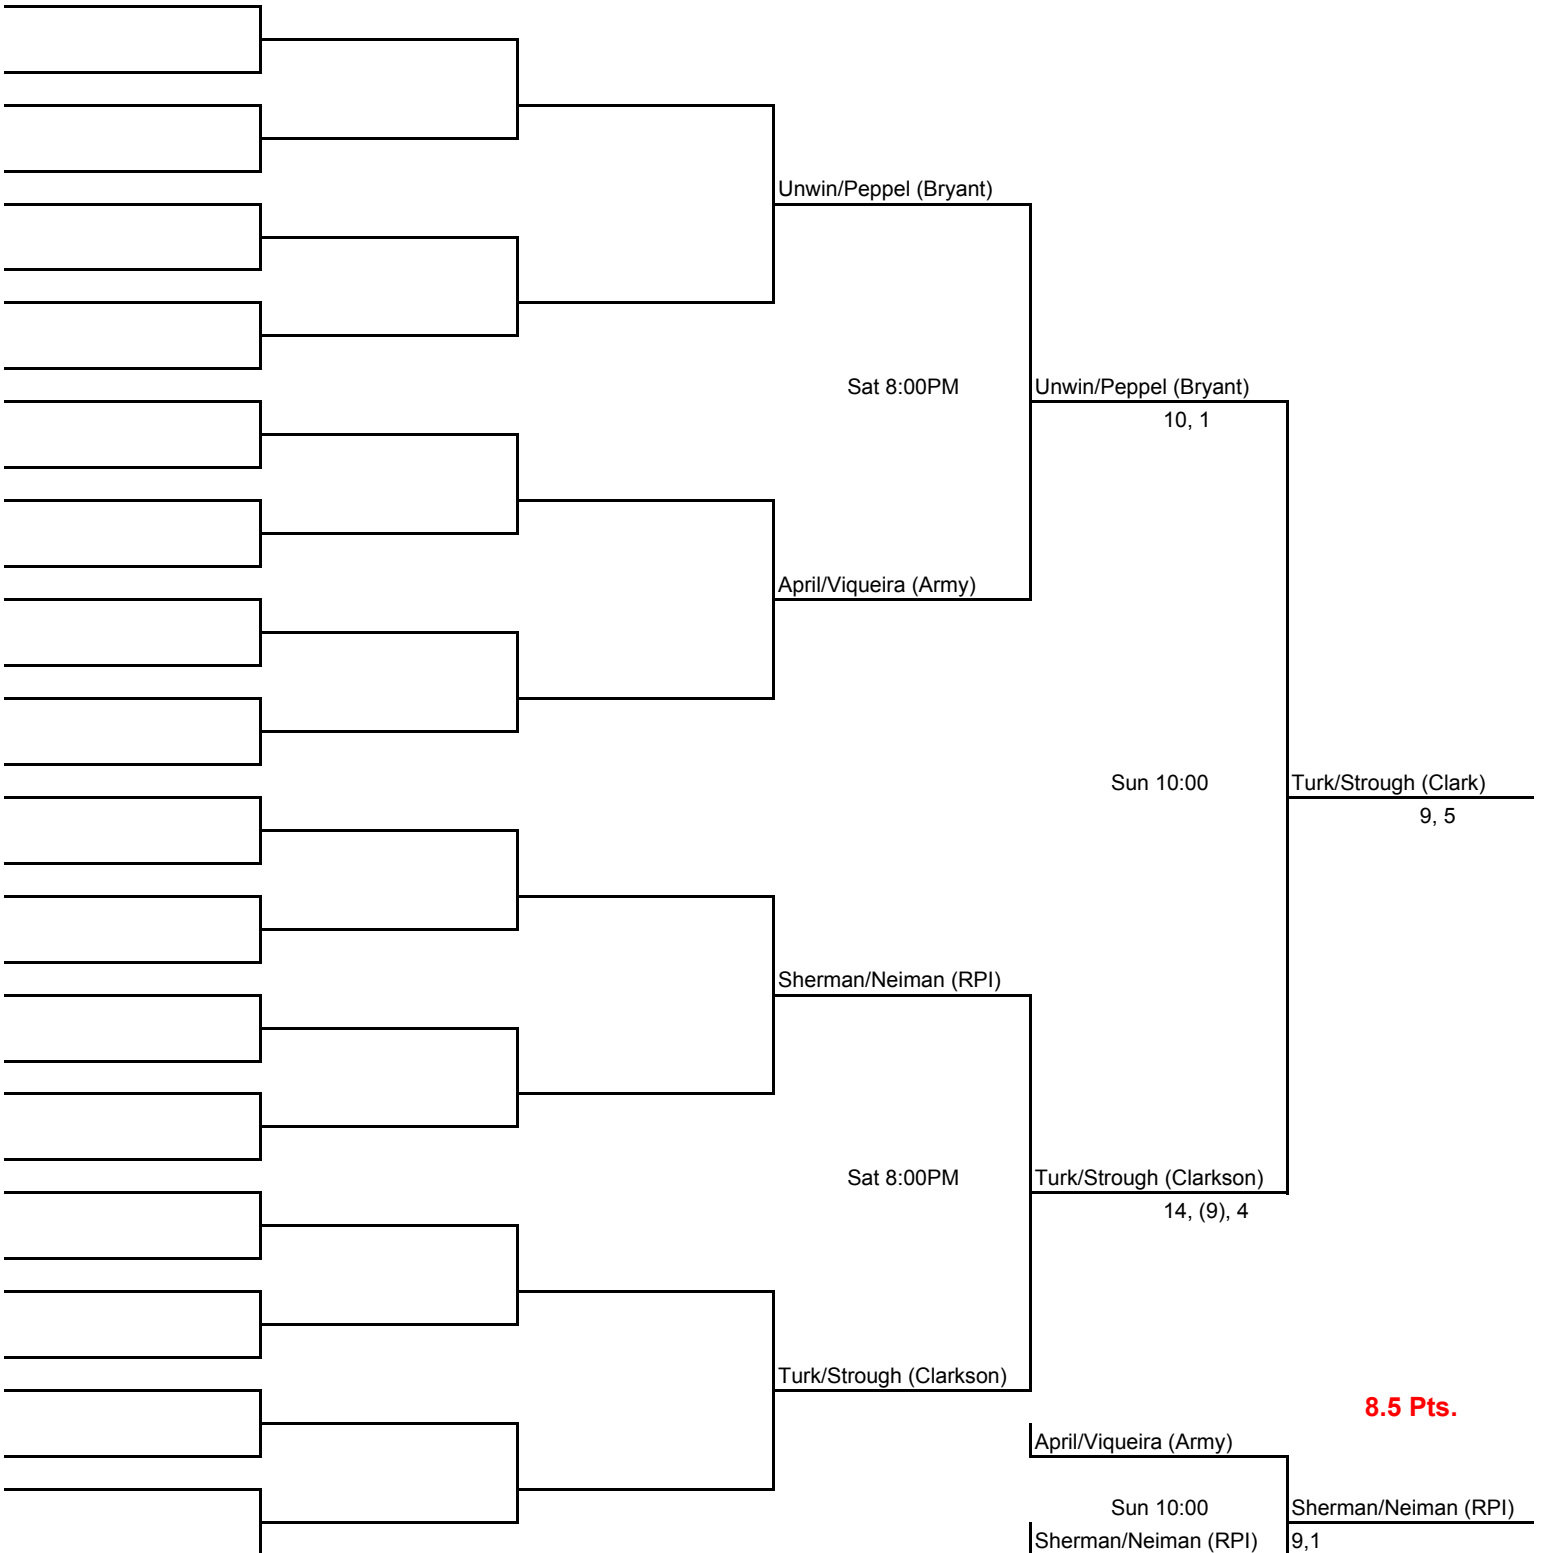 Unwin/Peppel (Bryant)
Sat 8:00PM
Unwin/Peppel (Bryant)
10, 1
April/Viqueira (Army)
Sun 10:00
Turk/Strough (Clark)
9, 5
Sherman/Neiman (RPI)
Sat 8:00PM
Turk/Strough (Clarkson)
14, (9), 4
Turk/Strough (Clarkson)
8.5 Pts.
April/Viqueira (Army)
Sun 10:00
Sherman/Neiman (RPI)
Sherman/Neiman (RPI)
9,1